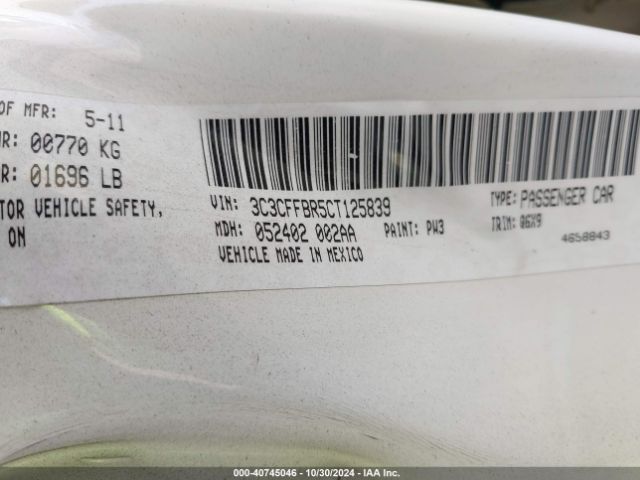 OF MFR: 5-11
R: 00770 KG
R: 01696 LB
TOR VEHICLE SAFETY,
ON
VIN: 3C3CFFBR5CT125839
TYPE: PASSENGER CAR
MDH: 052402 002AA PAINT: PW3
TRIM: Q6X9
VEHICLE MADE IN MEXICO
4658843
000-40745046 - 10/30/2024 - IAA Inc.